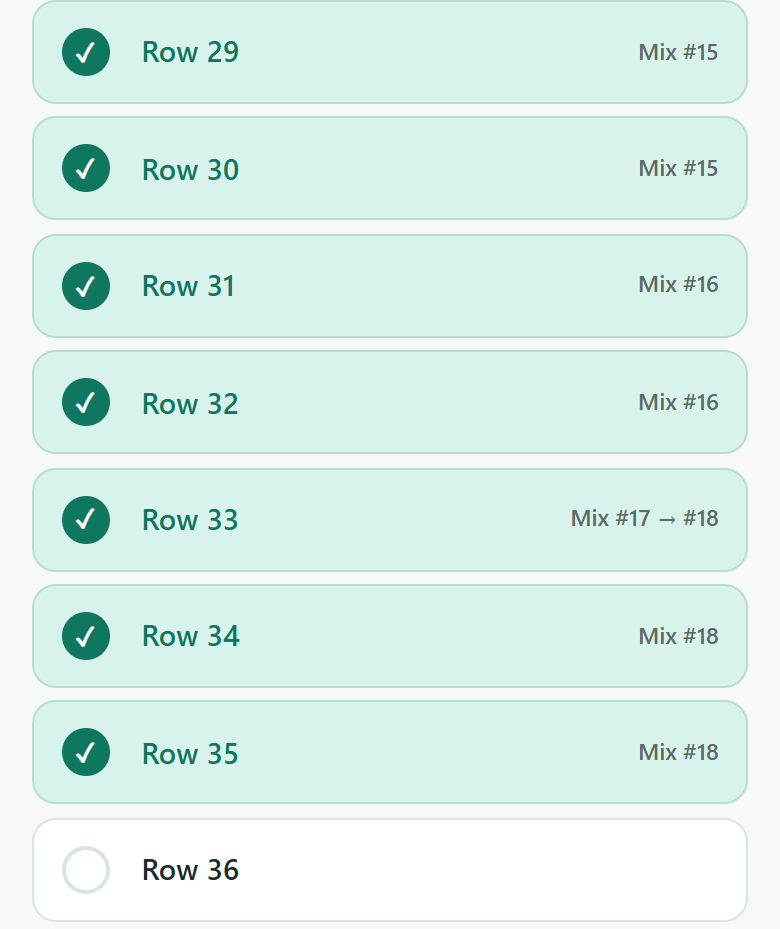 Row 29 Mix #15
Row 30 Mix #15
Row 31 Mix #16
Row 32 Mix #16
Row 33 Mix #17 → #18
Row 34 Mix #18
Row 35 Mix #18
Row 36